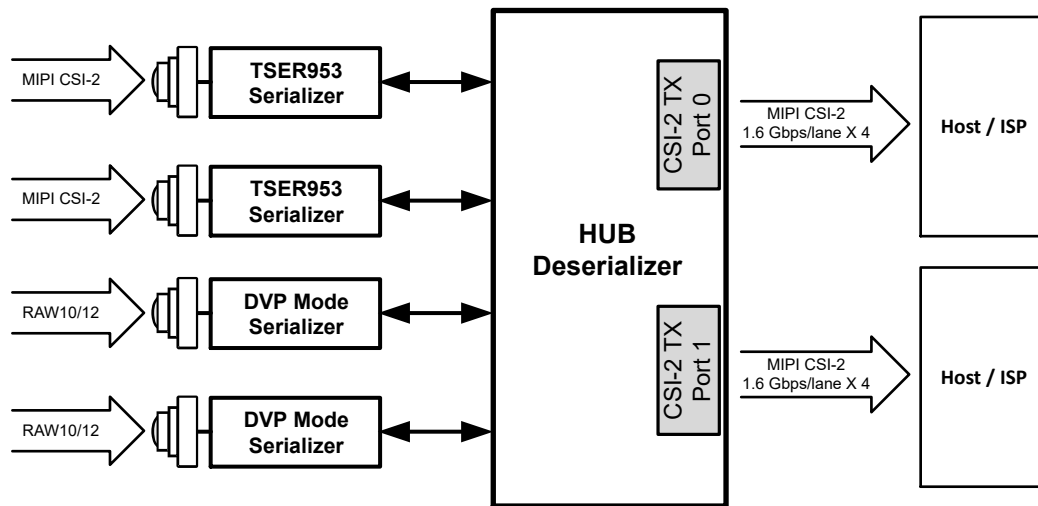 MIPI CSI-2
TSER953
Serializer
MIPI CSI-2
TSER953
Serializer
RAW10/12
DVP Mode
Serializer
RAW10/12
DVP Mode
Serializer
HUB
Deserializer
CSI-2 TX
Port 0
CSI-2 TX
Port 1
MIPI CSI-2
1.6 Gbps/lane X 4
Host / ISP
MIPI CSI-2
1.6 Gbps/lane X 4
Host / ISP